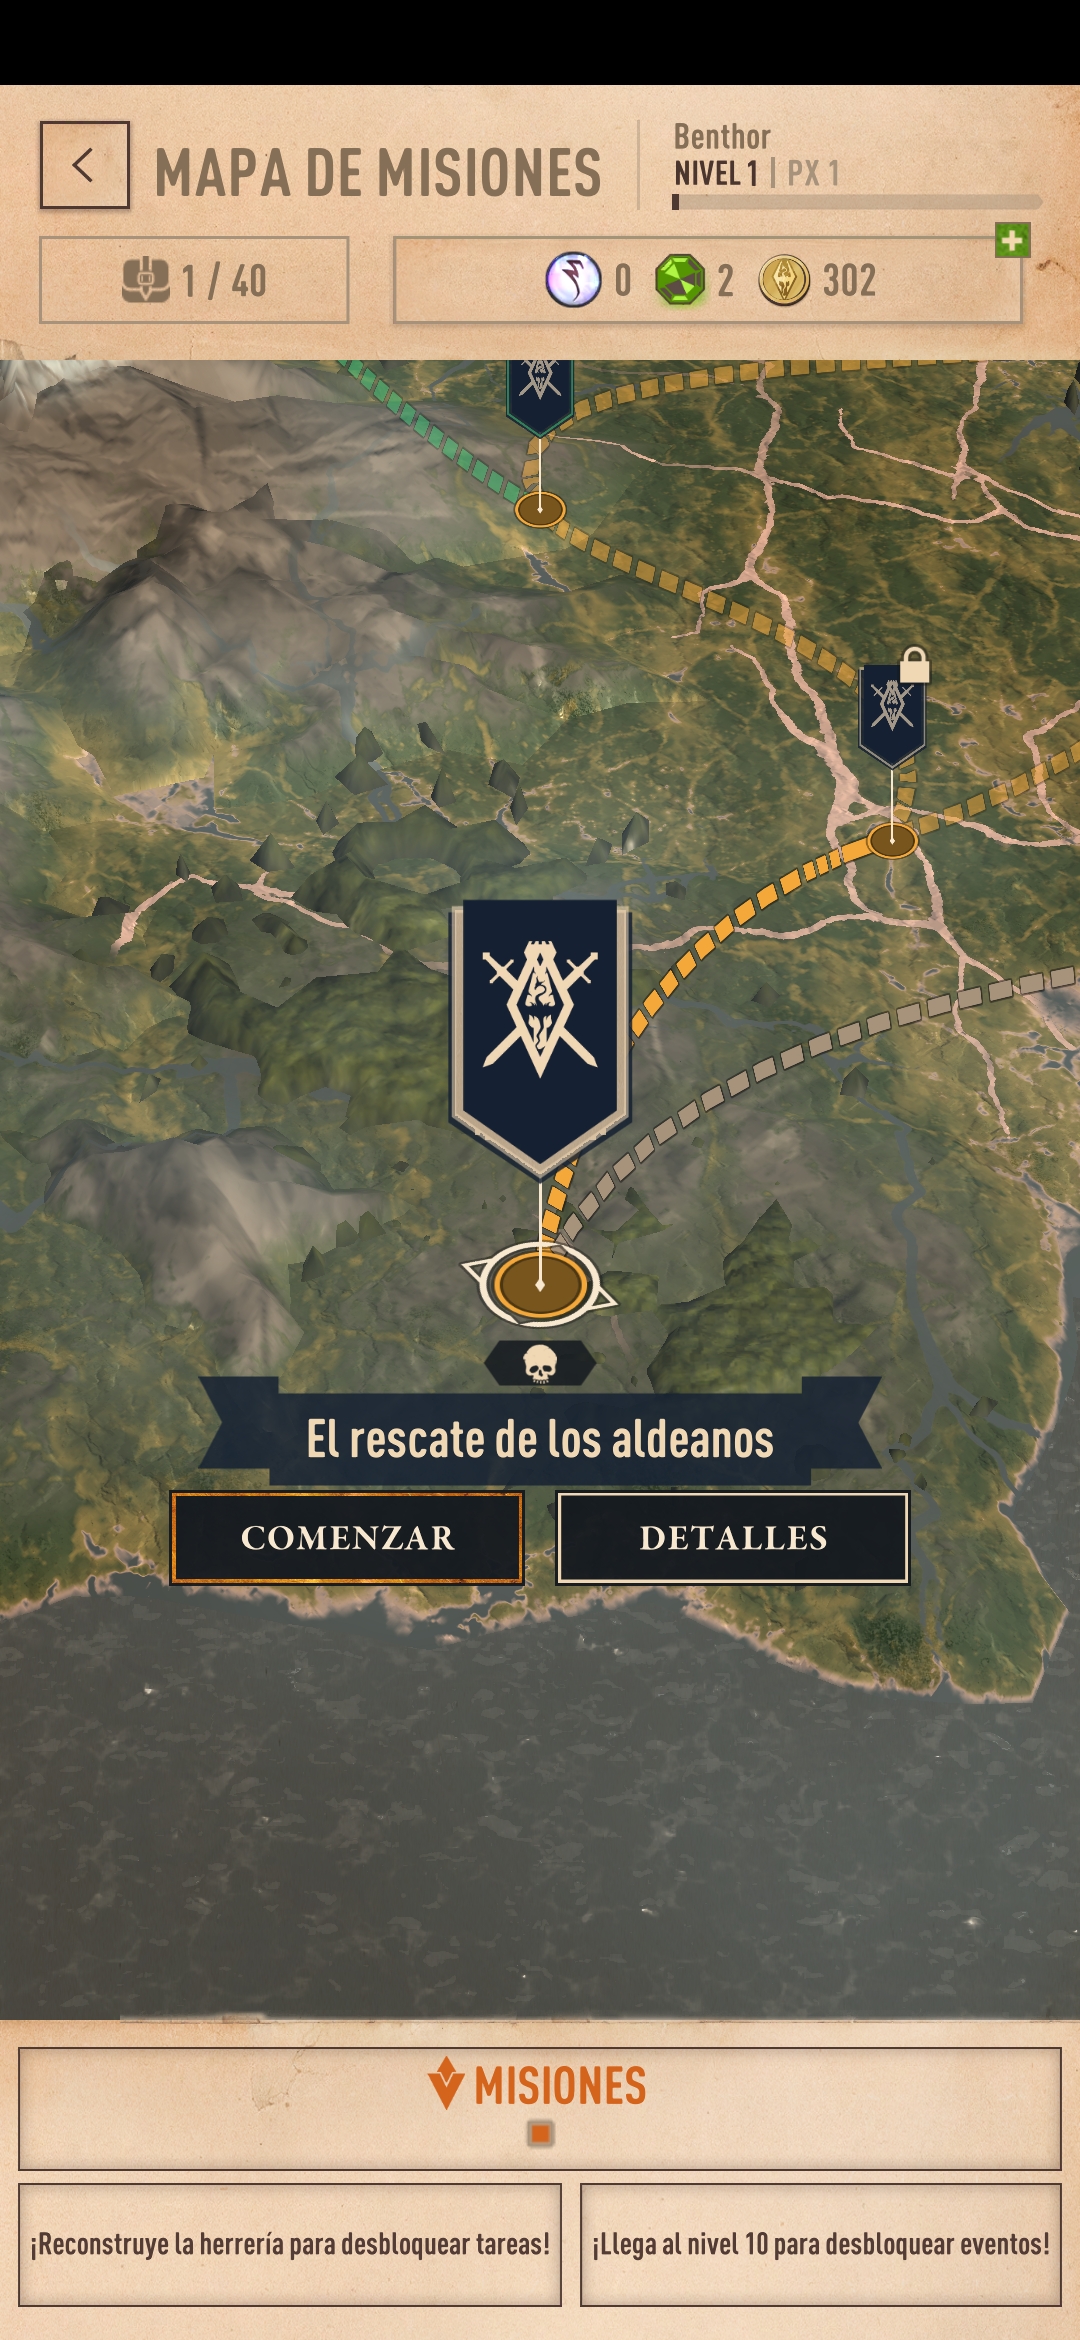 MAPA DE MISIONES
Benthor
NIVEL 1 | PX 1
1 / 40
0 2 302
El rescate de los aldeanos
COMENZAR
DETALLES
MISIONES
¡Reconstruye la herrería para desbloquear tareas!
¡Llega al nivel 10 para desbloquear eventos!